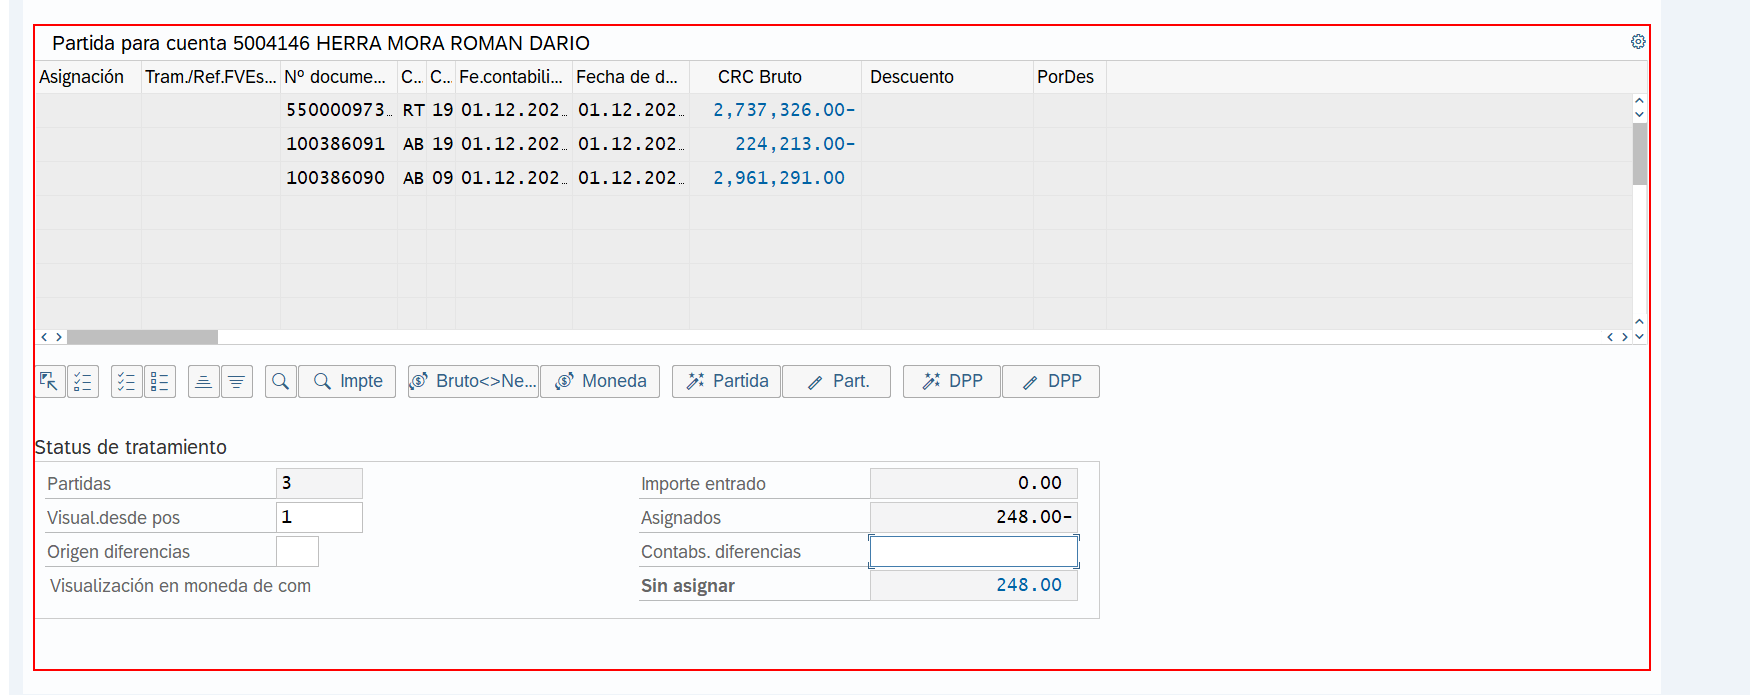 Partida para cuenta 5004146 HERRA MORA ROMAN DARIO
Asignación Tram./Ref.FVEs... Nº docume... C... C... Fe.contabili... Fecha de d... CRC Bruto Descuento PorDes
550000973… RT 19 01.12.202… 01.12.202… 2,737,326.00-
100386091 AB 19 01.12.202… 01.12.202… 224,213.00-
100386090 AB 09 01.12.202… 01.12.202… 2,961,291.00
Impte Bruto<>Ne... Moneda Partida Part. DPP DPP
Status de tratamiento
Partidas 3 Importe entrado 0.00
Visual.desde pos 1 Asignados 248.00-
Origen diferencias Contabs. diferencias
Visualización en moneda de com Sin asignar 248.00